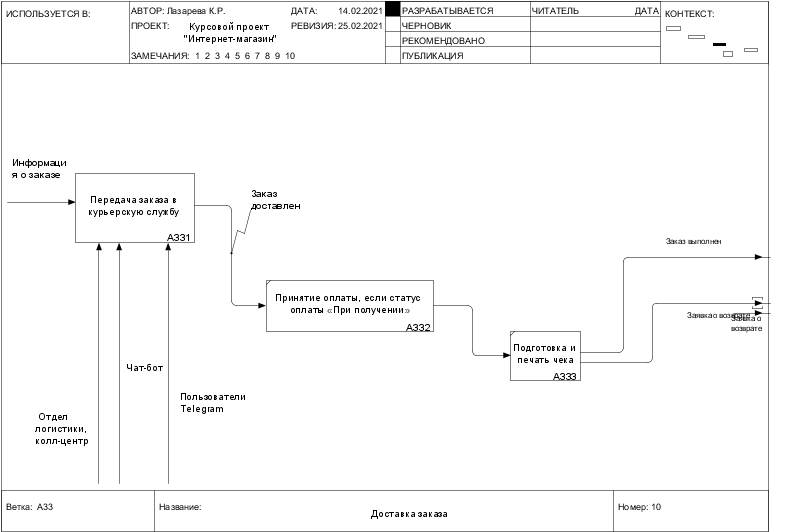 ИСПОЛЬЗУЕТСЯ В:
АВТОР: Лазарева К.Р.
ДАТА: 14.02.2021
РАЗРАБАТЫВАЕТСЯ
ЧИТАТЕЛЬ
ДАТА
КОНТЕКСТ:
ПРОЕКТ: Курсовой проект
"Интернет-магазин"
РЕВИЗИЯ: 25.02.2021
ЧЕРНОВИК
РЕКОМЕНДОВАНО
ЗАМЕЧАНИЯ: 1 2 3 4 5 6 7 8 9 10
ПУБЛИКАЦИЯ
Информаци
я о заказе
Передача заказа в
курьерскую службу
A331
Заказ
доставлен
Заказ выполнен
Принятие оплаты, если статус
оплаты «При получении»
A332
Заявка о возврате
Заявка о
возврате
Подготовка и
печать чека
A333
Чат-бот
Пользователи
Telegram
Отдел
логистики,
колл-центр
Ветка: A33
Название:
Доставка заказа
Номер: 10